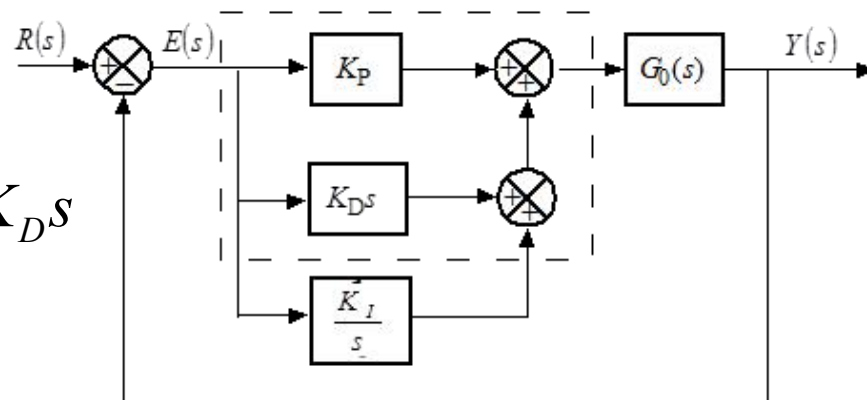 R(s)
E(s)
+
−
K_P
+
+
G_0(s)
Y(s)
K_D s
K_D s
+
+
K_I
s